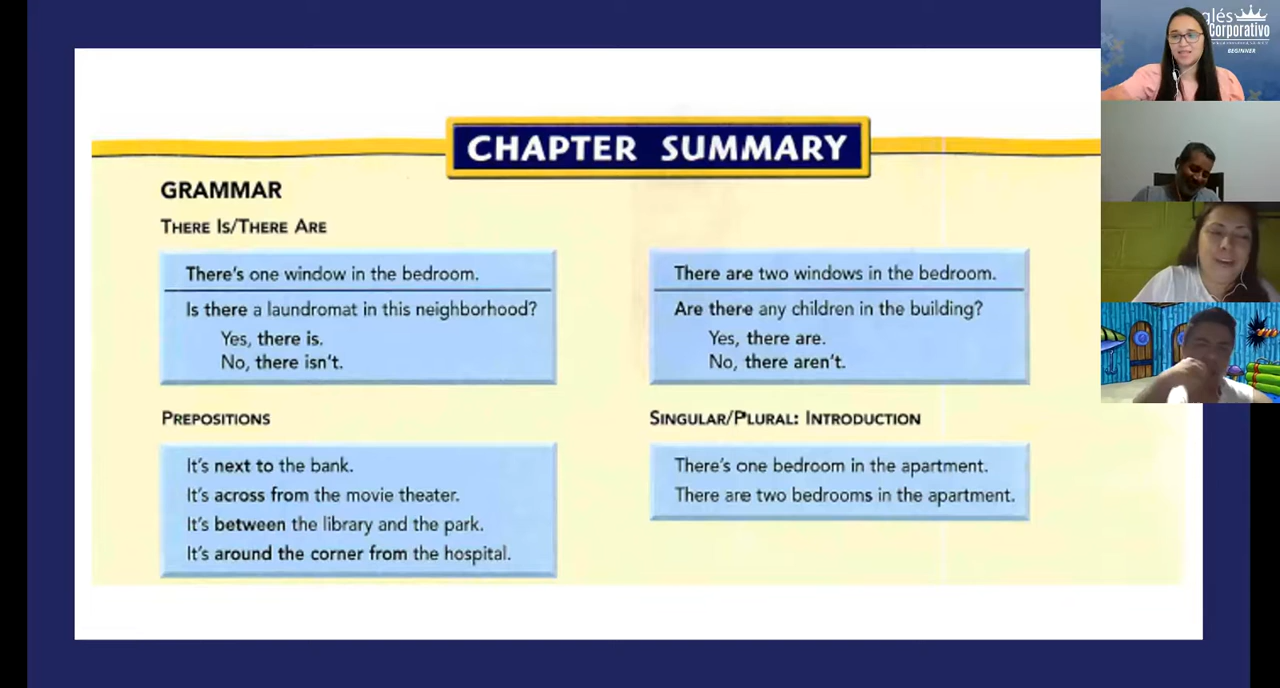 CHAPTER SUMMARY
GRAMMAR
THERE IS/THERE ARE
There's one window in the bedroom.
Is there a laundromat in this neighborhood?
Yes, there is.
No, there isn't.
There are two windows in the bedroom.
Are there any children in the building?
Yes, there are.
No, there aren't.
PREPOSITIONS
It's next to the bank.
It's across from the movie theater.
It's between the library and the park.
It's around the corner from the hospital.
SINGULAR/PLURAL: INTRODUCTION
There's one bedroom in the apartment.
There are two bedrooms in the apartment.
glés
Corporativo
BEGINNER